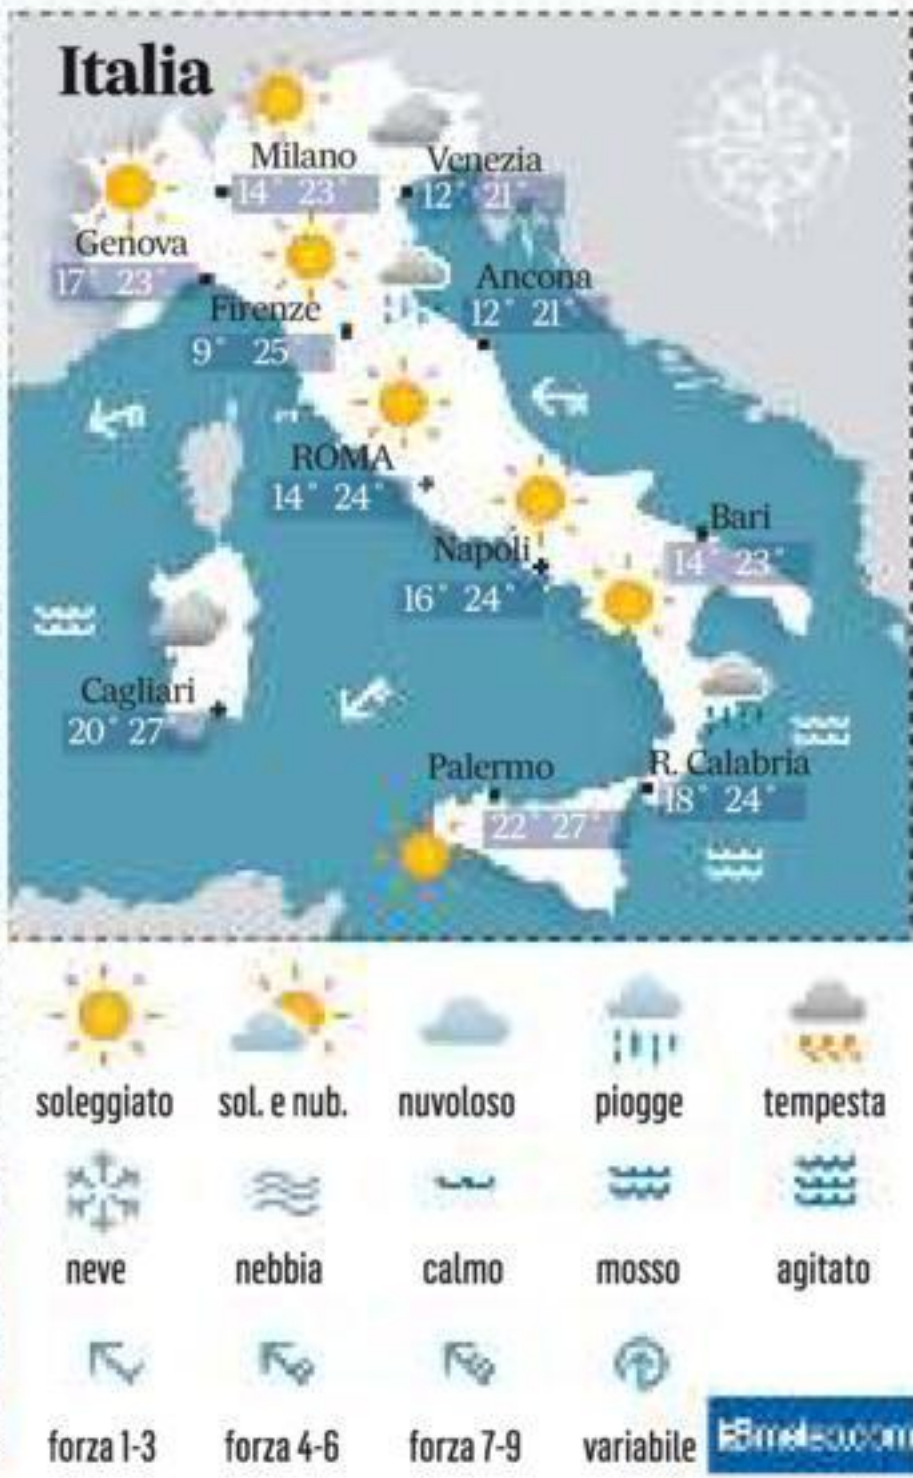 Italia
Milano
14° 23°
Venezia
12° 21°
Genova
17° 23°
Firenze
9° 25
Ancona
12° 21°
ROMA
14° 24°
Napoli
16° 24°
Bari
14° 23°
Cagliari
20° 27°
Palermo
22° 27°
R. Calabria
18° 24°
soleggiato
sol. e nub.
nuvoloso
piogge
tempesta
neve
nebbia
calmo
mosso
agitato
forza 1-3
forza 4-6
forza 7-9
variabile